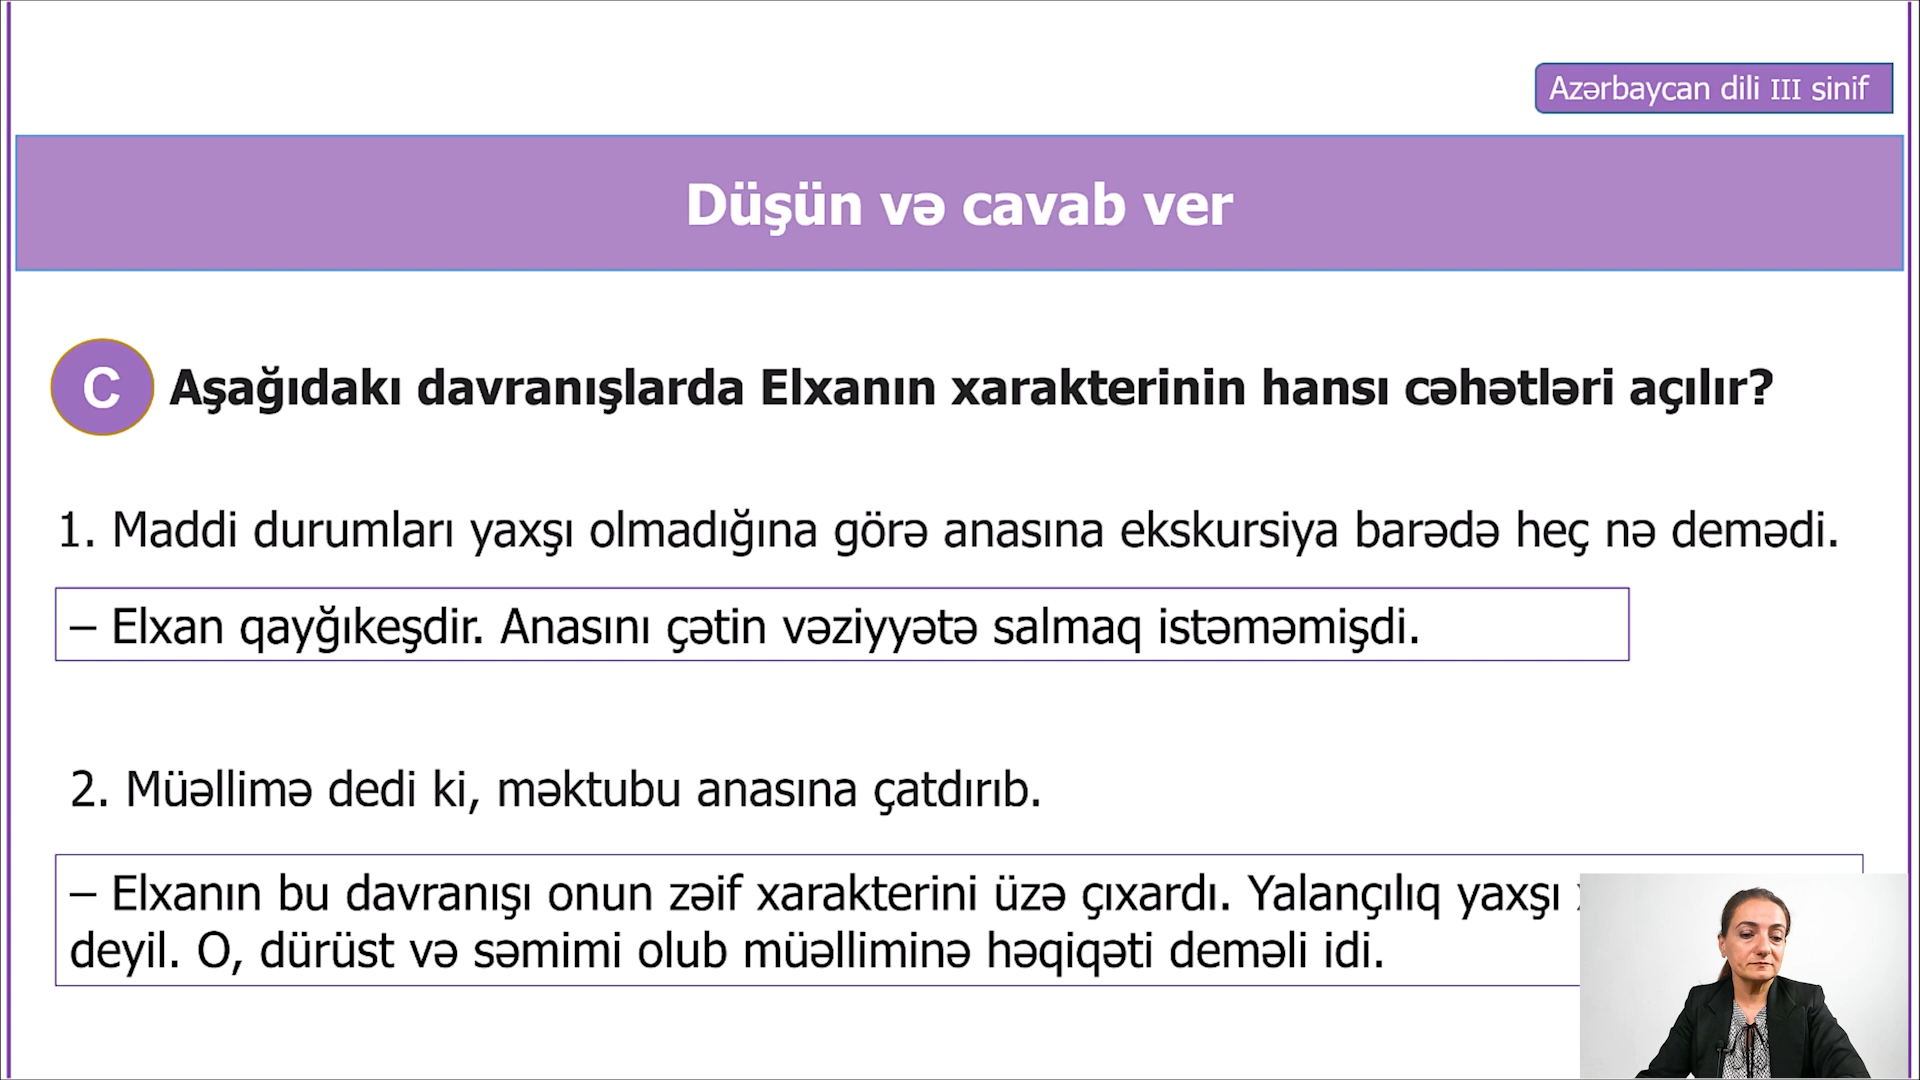 Azərbaycan dili III sinif
Düşün və cavab ver
C Aşağıdakı davranışlarda Elxanın xarakterinin hansı cəhətləri açılır?
1. Maddi durumları yaxşı olmadığına görə anasına ekskursiya barədə heç nə demədi.
– Elxan qayğıkeşdir. Anasını çətin vəziyyətə salmaq istəməmişdi.
2. Müəllimə dedi ki, məktubu anasına çatdırıb.
– Elxanın bu davranışı onun zəif xarakterini üzə çıxardı. Yalançılıq yaxşı
deyil. O, dürüst və səmimi olub müəlliminə həqiqəti deməli idi.